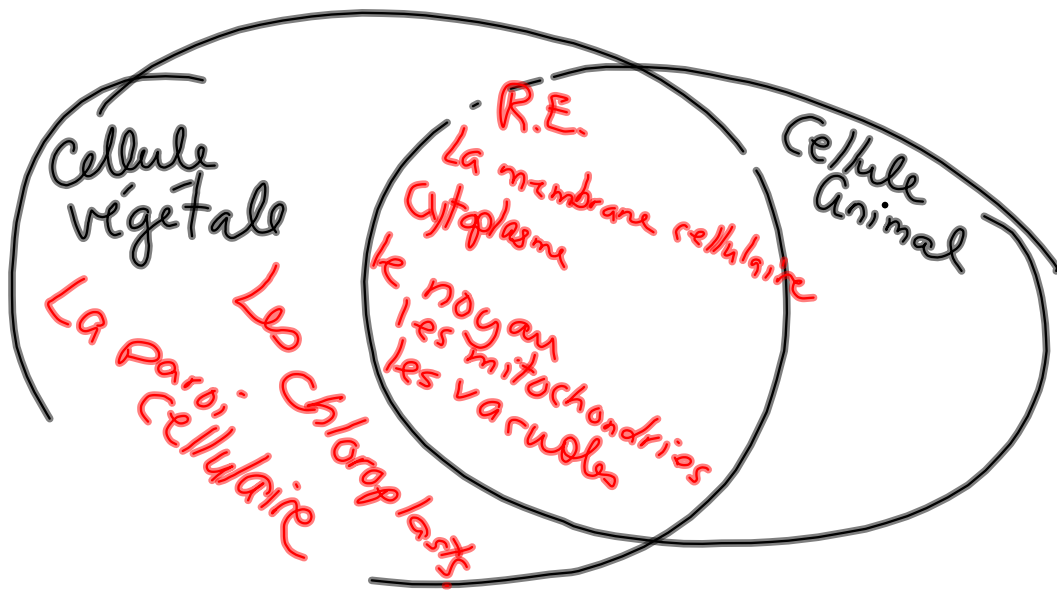 Cellule
végétale
La paroi
cellulaire
Les chloroplasts
R.E.
La membrane cellulaire
Cytoplasme
Le noyau
les mitochondries
les vacuoles
Cellule
Animal